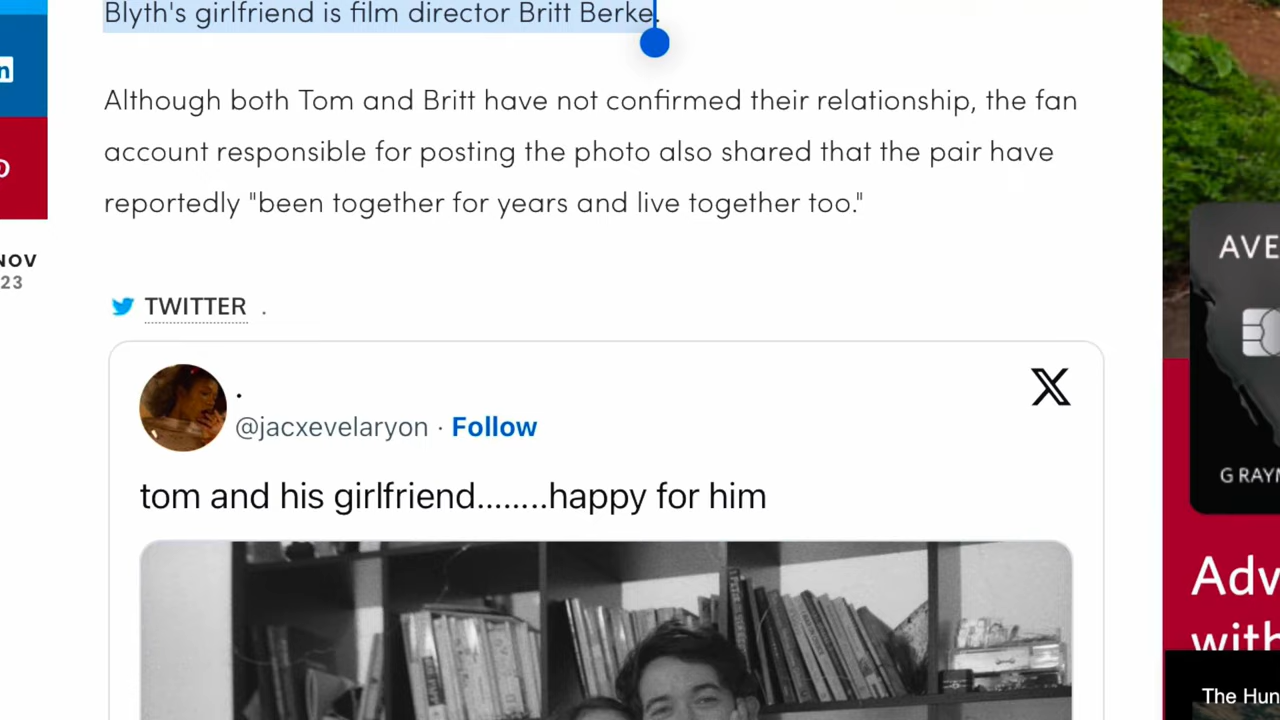 Blyth's girlfriend is film director Britt Berke.
Although both Tom and Britt have not confirmed their relationship, the fan
account responsible for posting the photo also shared that the pair have
reportedly "been together for years and live together too."
NOV
23
TWITTER .
.
@jacxevelaryon · Follow
tom and his girlfriend........happy for him
AVE
G RAY
Adv
with
The Hun